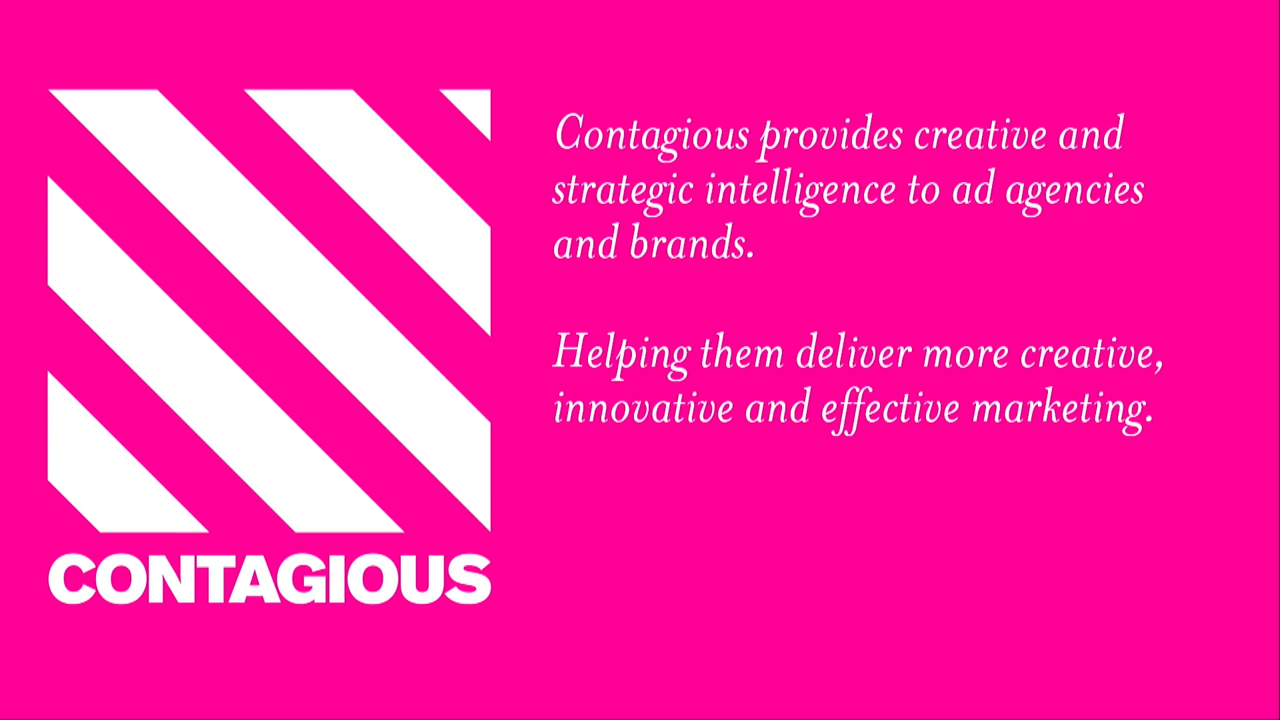 Contagious provides creative and
strategic intelligence to ad agencies
and brands.
Helping them deliver more creative,
innovative and effective marketing.
CONTAGIOUS